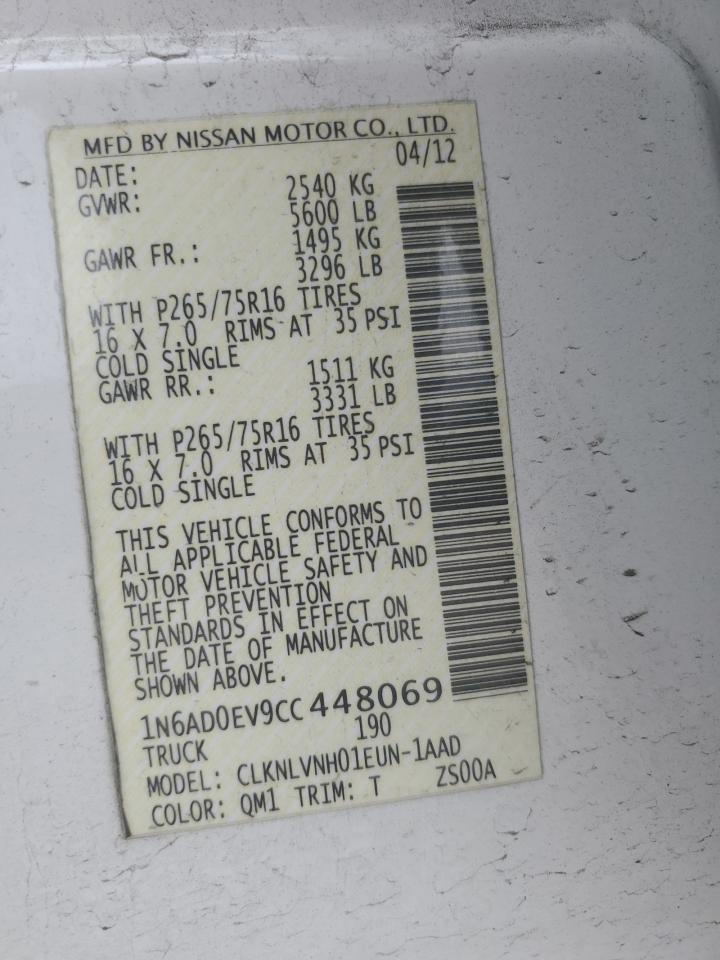 MFD BY NISSAN MOTOR CO., LTD.
DATE: 04/12
GVWR: 2540 KG
5600 LB
GAWR FR.: 1495 KG
3296 LB
WITH P265/75R16 TIRES
16 X 7.0 RIMS AT 35 PSI
COLD SINGLE
GAWR RR.: 1511 KG
3331 LB
WITH P265/75R16 TIRES
16 X 7.0 RIMS AT 35 PSI
COLD SINGLE
THIS VEHICLE CONFORMS TO
ALL APPLICABLE FEDERAL
MOTOR VEHICLE SAFETY AND
THEFT PREVENTION
STANDARDS IN EFFECT ON
THE DATE OF MANUFACTURE
SHOWN ABOVE.
1N6AD0EV9CC448069
TRUCK 190
MODEL: CLKNLVNH01EUN-1AAD
COLOR: QM1 TRIM: T ZS00A